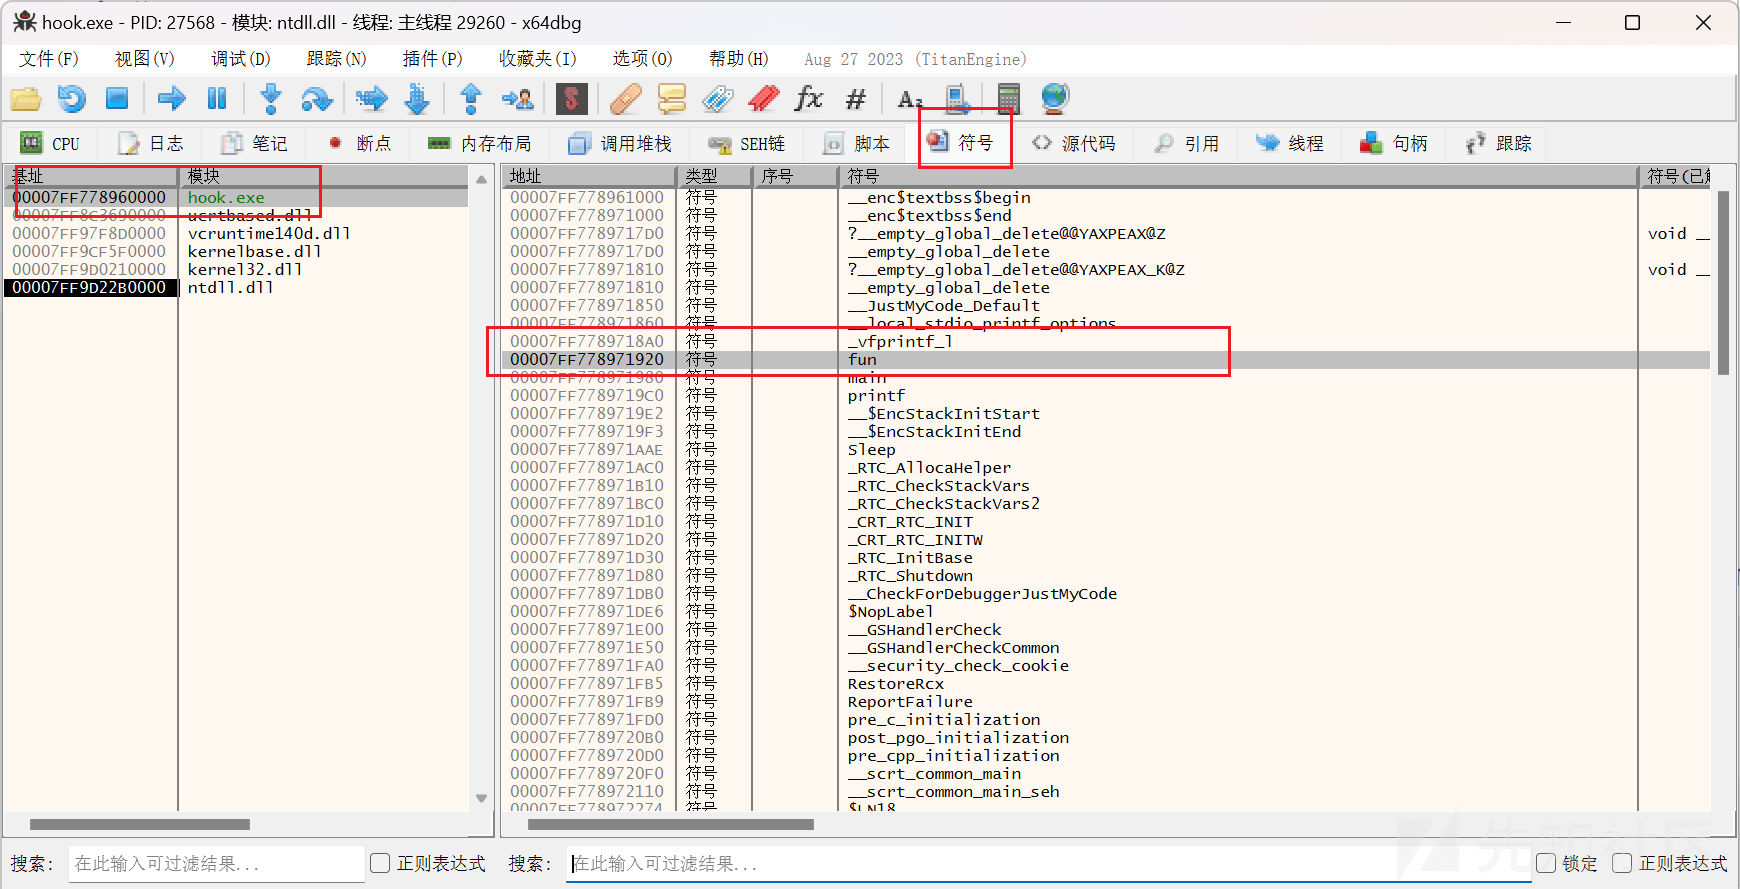 hook.exe - PID: 27568 - 模块: ntdll.dll - 线程: 主线程 29260 - x64dbg
文件(F) 视图(V) 调试(D) 跟踪(N) 插件(P) 收藏夹(I) 选项(O) 帮助(H) Aug 27 2023 (TitanEngine)
CPU 日志 笔记 断点 内存布局 调用堆栈 SEH链 脚本 符号 源代码 引用 线程 句柄 跟踪
基址 模块
00007FF778960000 hook.exe
00007FF8C3690000 ucrtbased.dll
00007FF97F8D0000 vcruntime140d.dll
00007FF9CF5F0000 kernelbase.dll
00007FF9D0210000 kernel32.dll
00007FF9D22B0000 ntdll.dll
地址 类型 序号 符号 符号(已
00007FF778961000 符号 __enc$textbss$begin
00007FF778971000 符号 __enc$textbss$end
00007FF7789717D0 符号 ?__empty_global_delete@@YAXPEAX@Z void __
00007FF7789717D0 符号 __empty_global_delete
00007FF778971810 符号 ?__empty_global_delete@@YAXPEAX_K@Z void __
00007FF778971810 符号 __empty_global_delete
00007FF778971850 符号 __JustMyCode_Default
00007FF778971860 符号 __local_stdio_printf_options
00007FF7789718A0 符号 _vfprintf_l
00007FF778971920 符号 fun
00007FF778971980 符号 main
00007FF7789719C0 符号 printf
00007FF7789719E2 符号 __$EncStackInitStart
00007FF7789719F3 符号 __$EncStackInitEnd
00007FF778971AAE 符号 Sleep
00007FF778971AC0 符号 _RTC_AllocaHelper
00007FF778971B10 符号 _RTC_CheckStackVars
00007FF778971BC0 符号 _RTC_CheckStackVars2
00007FF778971D10 符号 _CRT_RTC_INIT
00007FF778971D20 符号 _CRT_RTC_INITW
00007FF778971D30 符号 _RTC_InitBase
00007FF778971D80 符号 _RTC_Shutdown
00007FF778971DB0 符号 __CheckForDebuggerJustMyCode
00007FF778971DE6 符号 $NopLabel
00007FF778971E00 符号 __GSHandlerCheck
00007FF778971E50 符号 __GSHandlerCheckCommon
00007FF778971FA0 符号 __security_check_cookie
00007FF778971FB5 符号 RestoreRcx
00007FF778971FB9 符号 ReportFailure
00007FF778971FD0 符号 pre_c_initialization
00007FF7789720B0 符号 post_pgo_initialization
00007FF7789720D0 符号 pre_cpp_initialization
00007FF7789720F0 符号 __scrt_common_main
00007FF778972110 符号 __scrt_common_main_seh
00007FF778972274 符号 $LN18
搜索: 在此输入可过滤结果... 正则表达式 搜索: 在此输入可过滤结果... 锁定 正则表达式
先知社区